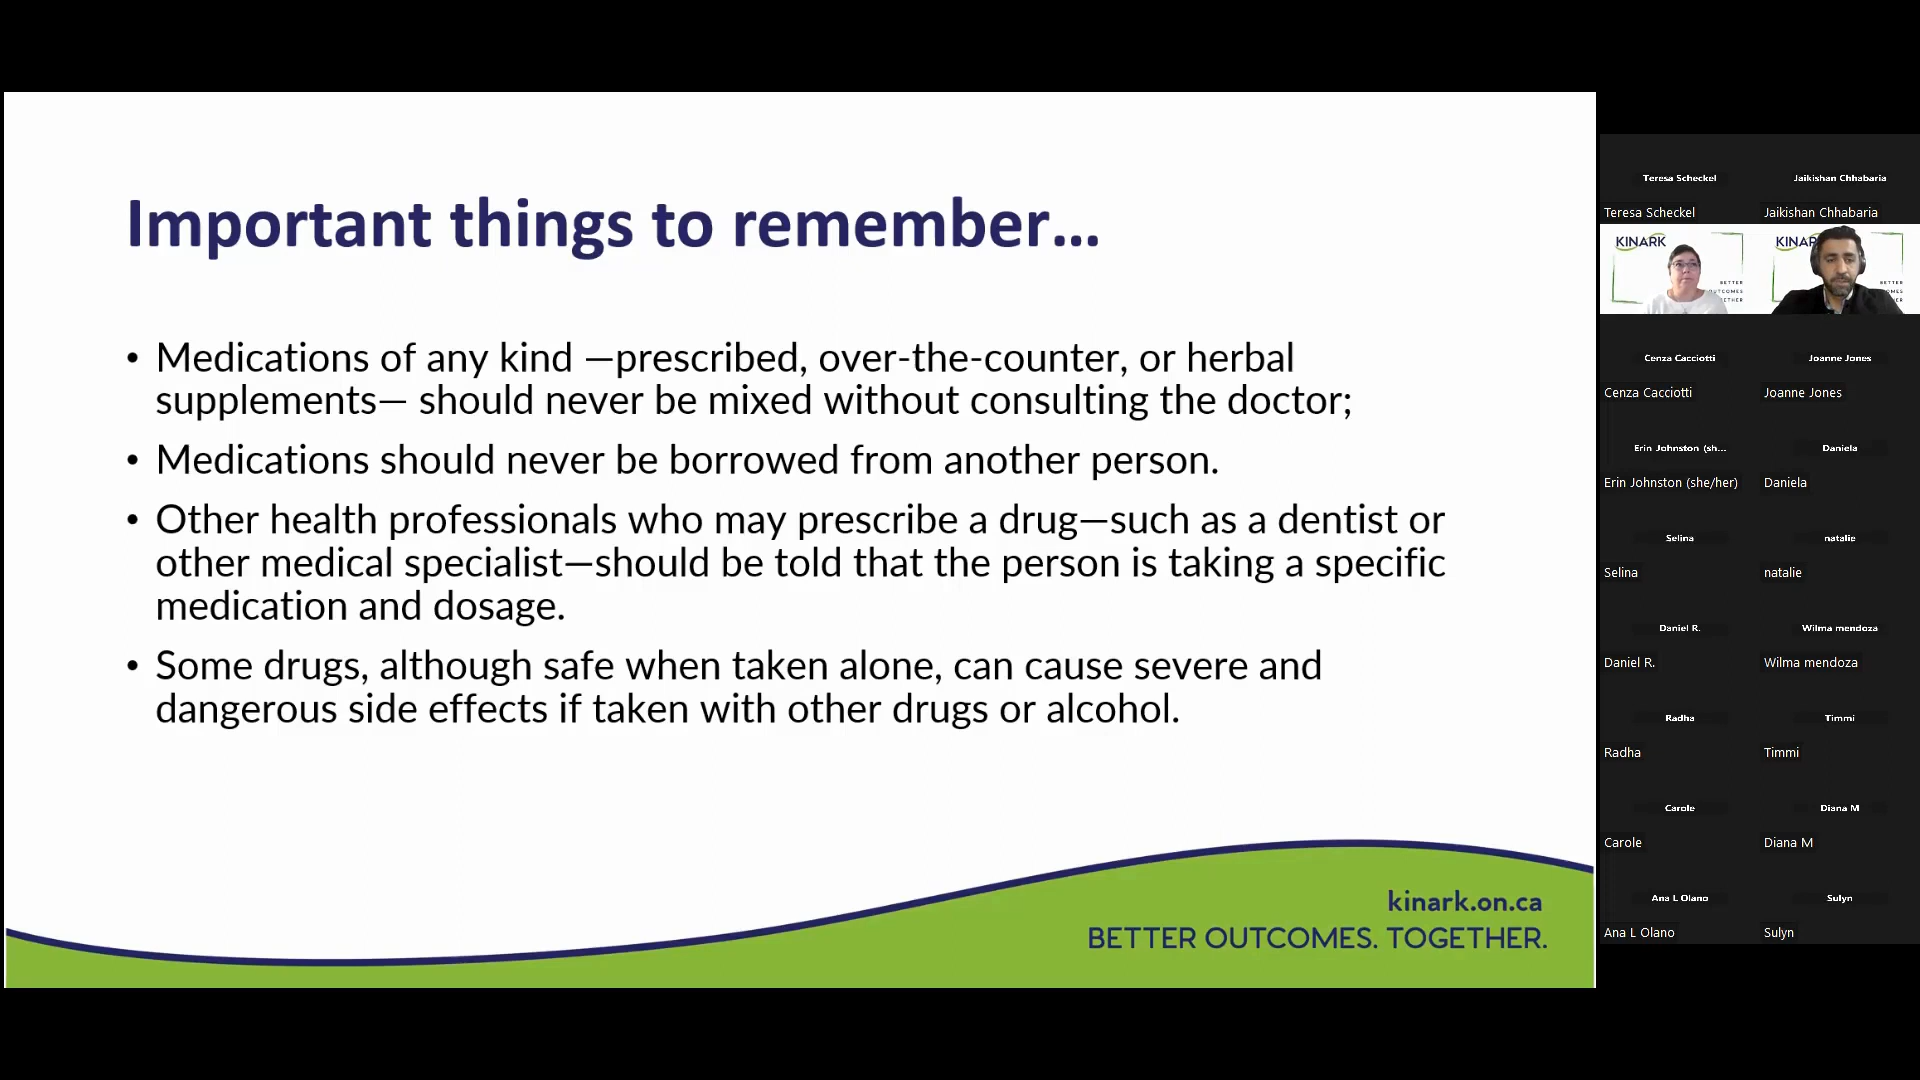 Important things to remember...
• Medications of any kind —prescribed, over-the-counter, or herbal
supplements— should never be mixed without consulting the doctor;
• Medications should never be borrowed from another person.
• Other health professionals who may prescribe a drug—such as a dentist or
other medical specialist—should be told that the person is taking a specific
medication and dosage.
• Some drugs, although safe when taken alone, can cause severe and
dangerous side effects if taken with other drugs or alcohol.
kinark.on.ca
BETTER OUTCOMES. TOGETHER.
Teresa Scheckel
Jaikishan Chhabaria
Teresa Scheckel
Jaikishan Chhabaria
KINARK
BETTER
OUTCOMES
KINAR
BETTER
OUTCOMES
TOGETHER
Cenza Cacciotti
Joanne Jones
Cenza Cacciotti
Joanne Jones
Erin Johnston (sh...
Daniela
Erin Johnston (she/her)
Daniela
Selina
natalie
Selina
natalie
Daniel R.
Wilma mendoza
Daniel R.
Wilma mendoza
Radha
Timmi
Radha
Timmi
Carole
Diana M
Carole
Diana M
Ana L Olano
Sulyn
Ana L Olano
Sulyn